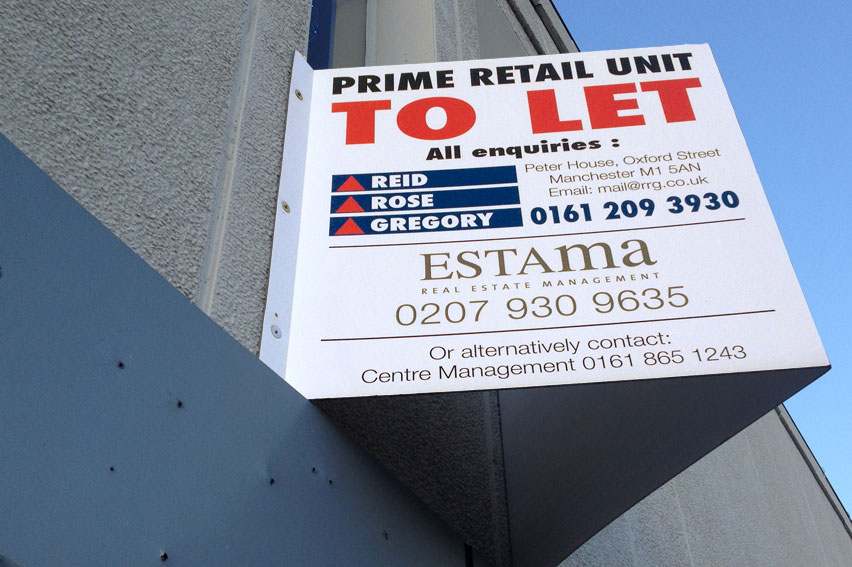 PRIME RETAIL UNIT
TO LET
All enquiries :
REID
ROSE
GREGORY
Peter House, Oxford Street
Manchester M1 5AN
Email: mail@rrg.co.uk
0161 209 3930
ESTAma
REAL ESTATE MANAGEMENT
0207 930 9635
Or alternatively contact:
Centre Management 0161 865 1243